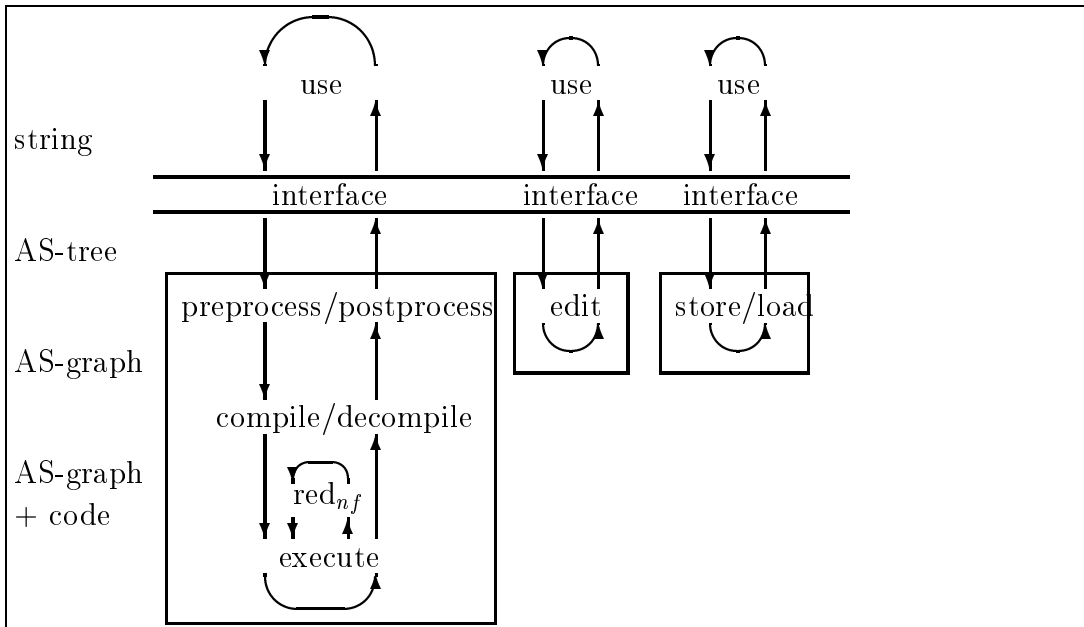 use use use
string
interface interface interface
AS-tree
preprocess/postprocess edit store/load
AS-graph
compile/decompile
AS-graph
red_nf
+ code
execute